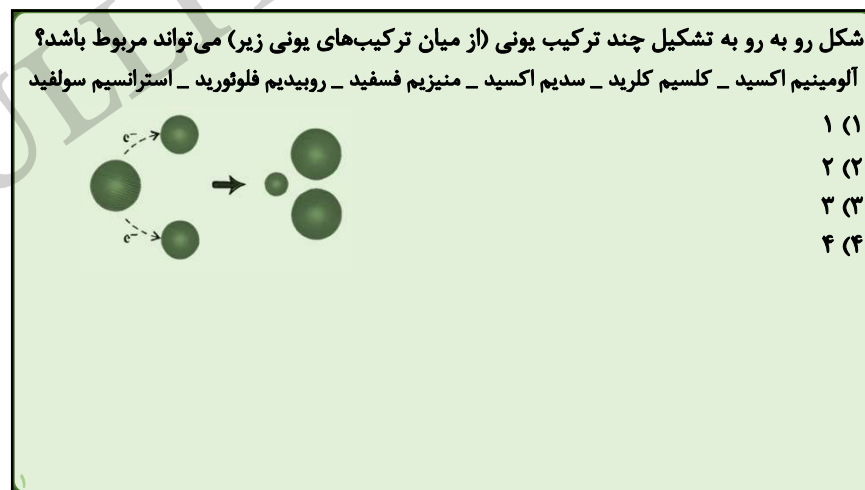 شکل رو به رو به تشکیل چند ترکیب یونی (از میان ترکیب‌های یونی زیر) می‌تواند مربوط باشد؟
آلومینیم اکسید _ کلسیم کلرید _ سدیم اکسید _ منیزیم فسفید _ روبیدیم فلوئورید _ استرانسیم سولفید
۱) ۱
۲) ۲
۳) ۳
۴) ۴
e⁻
e⁻
۱